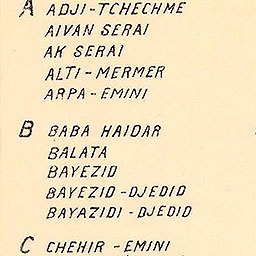 A ADJI-TCHECHME
AIVAN SERAI
AK SERAI
ALTI-MERMER
ARPA-EMINI
B BABA HAIDAR
BALATA
BAYEZID
BAYEZID-DJEDID
BAYAZIDI-DJEDID
C CHEHIR-EMINI